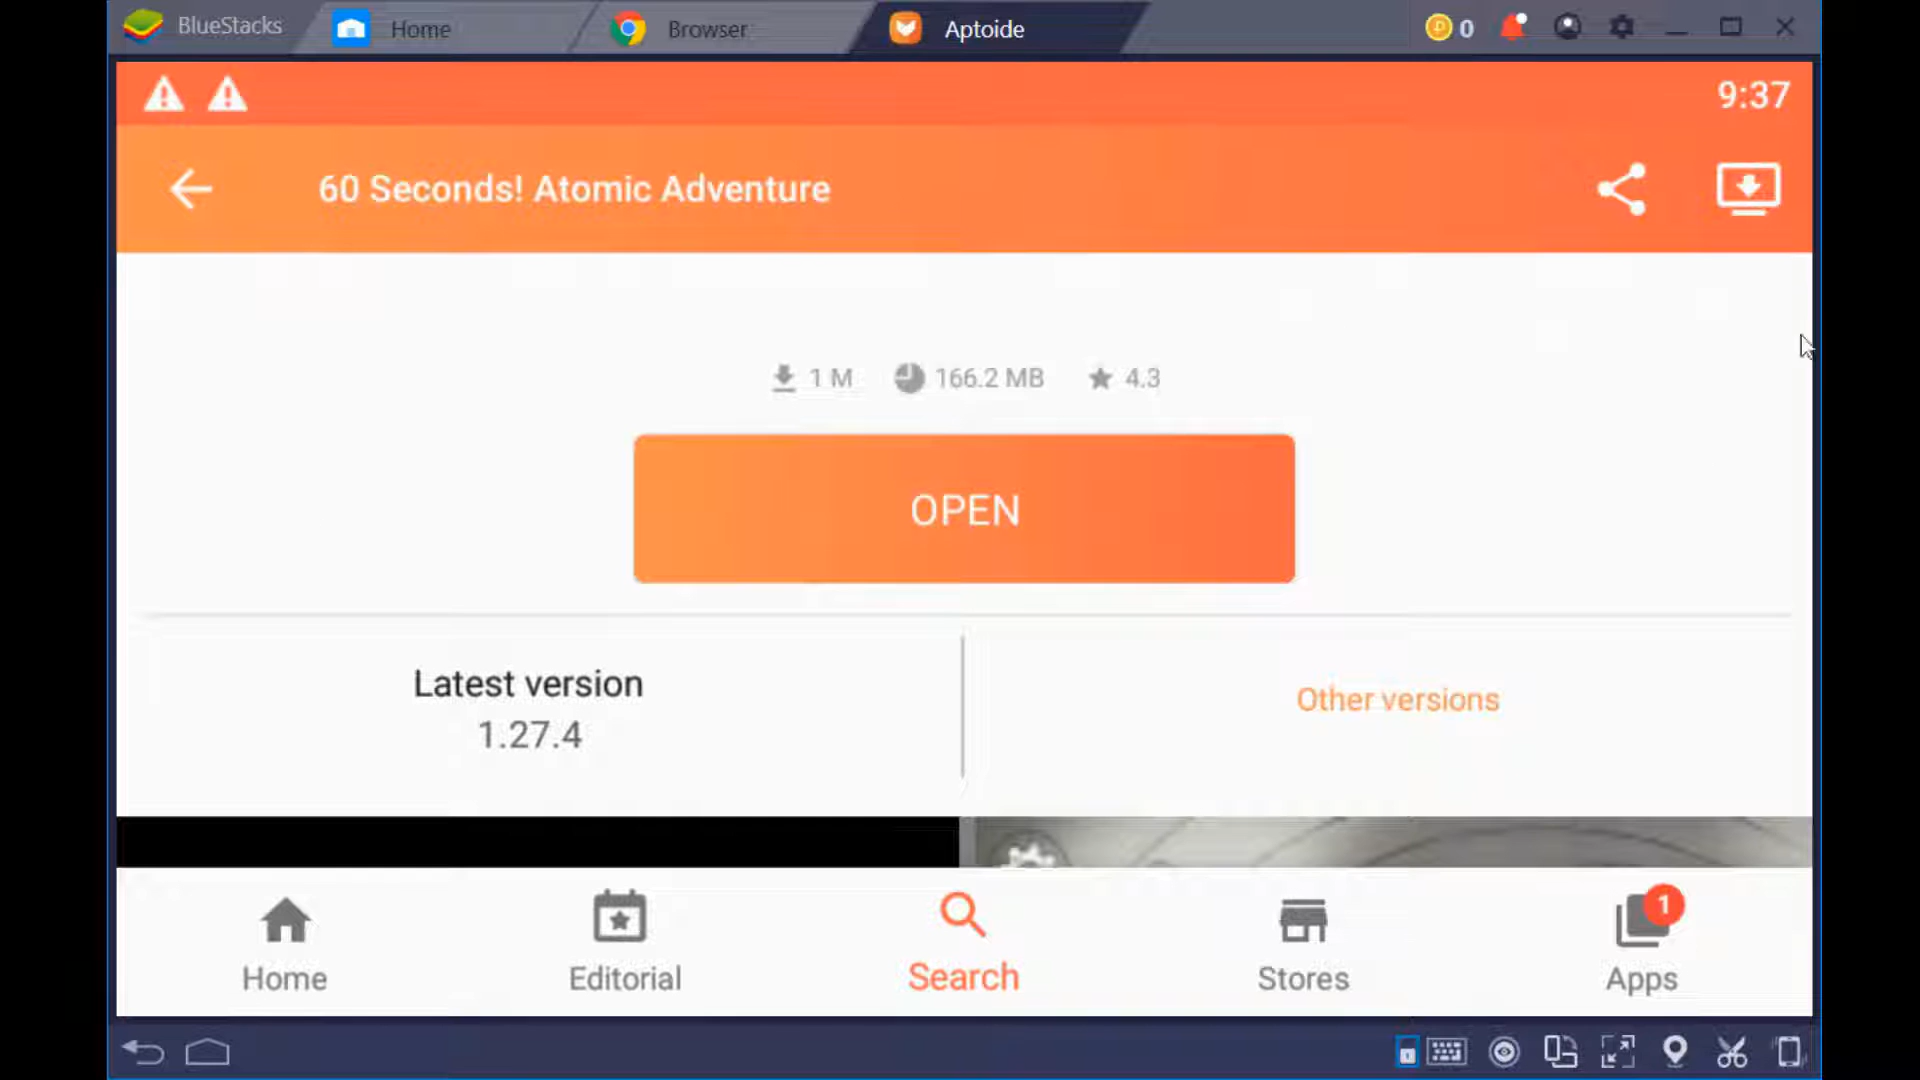 BlueStacks Home Browser Aptoide 0
9:37
60 Seconds! Atomic Adventure
1 M 166.2 MB 4.3
OPEN
Latest version
1.27.4
Other versions
1
Home Editorial Search Stores Apps